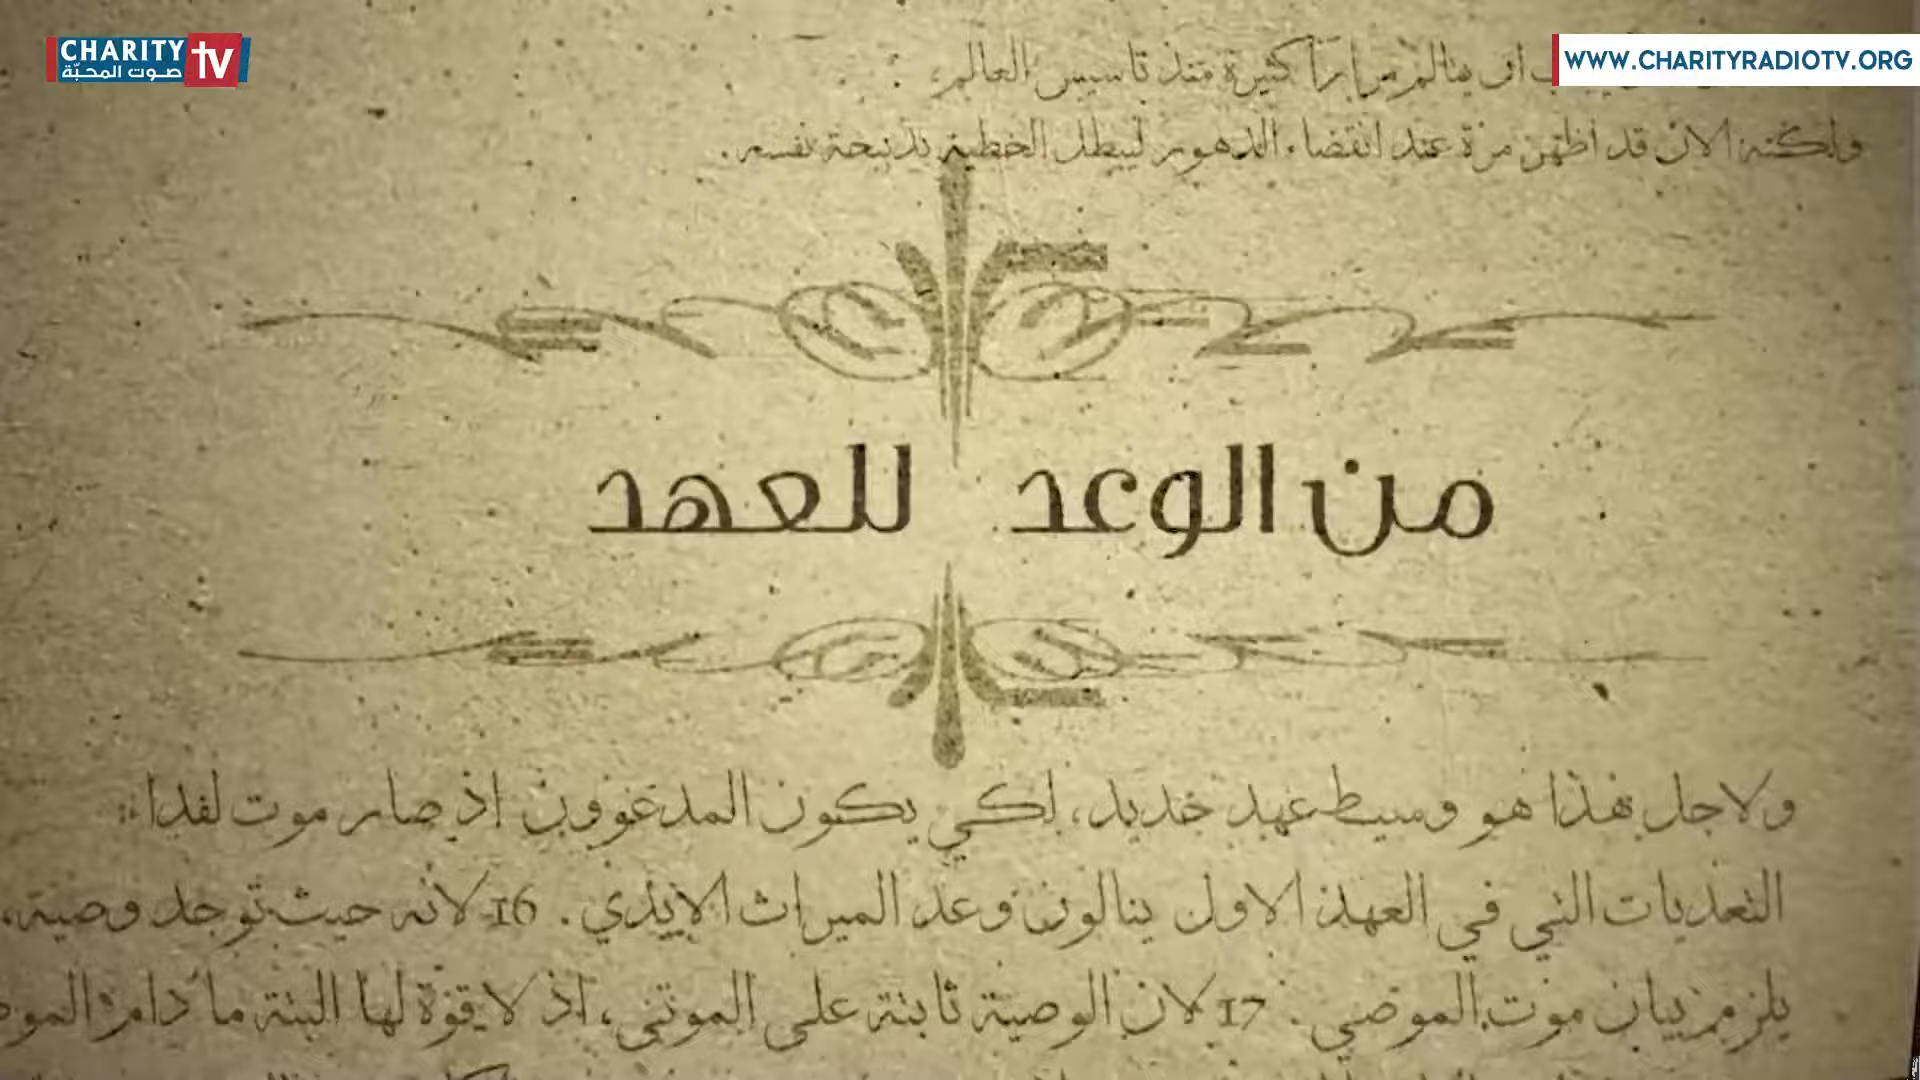 CHARITY TV
صوت المحبّة
WWW.CHARITYRADIOTV.ORG
مراراً كثيرة منذ تاسيس العالم،
ولكنه الان قد اظهر مرة عند انقضاء الدهور ليبطل الخطية بذبيحة نفسه.
من الوعد للعهد
ولاجل هذا هو وسيط عهد جديد، لكي يكون المدعوون اذ صار موت لفداء
التعديات التي في العهد الاول ينالون وعد الميراث الابدي. 16 لانه حيث توجد وصية،
يلزم بيان موت الموصي. 17 لان الوصية ثابتة على الموتى، اذ لا قوة لها البتة ما دام